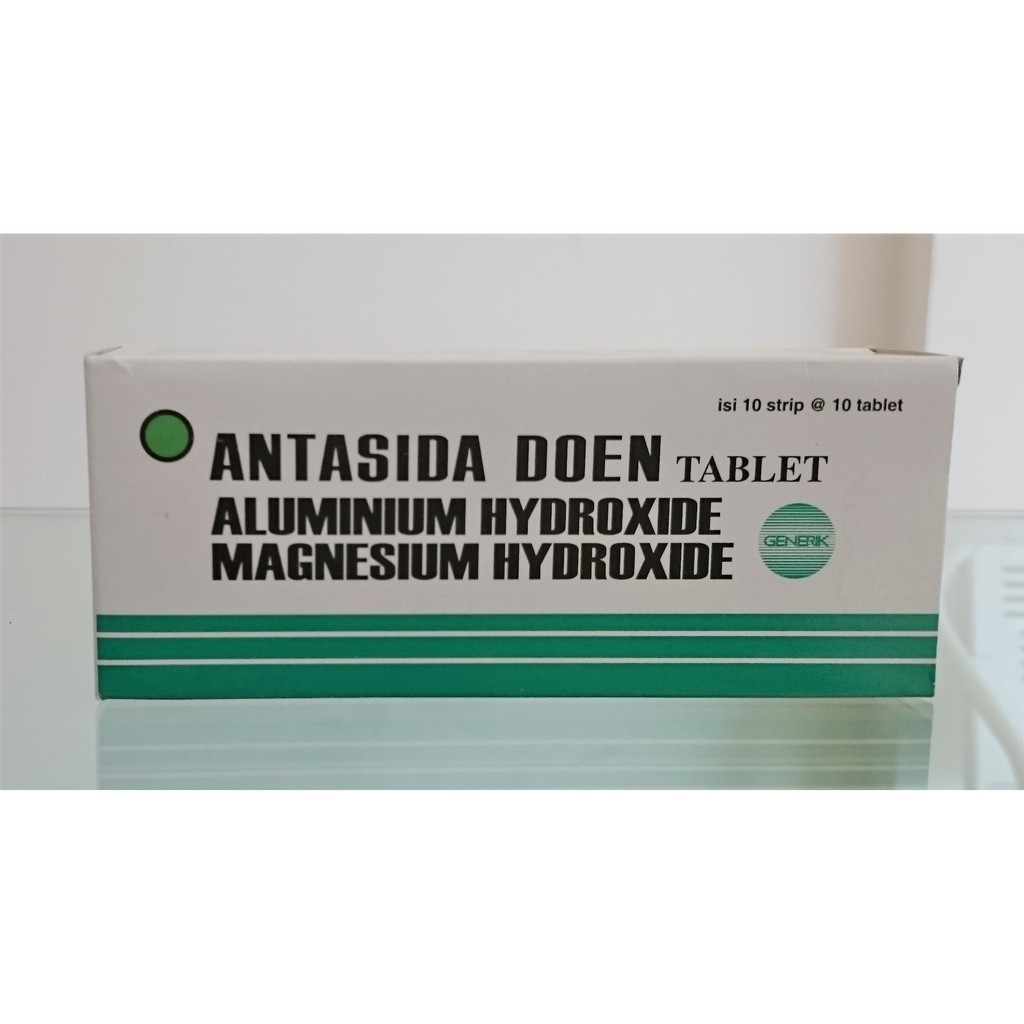 isi 10 strip @ 10 tablet
ANTASIDA DOEN TABLET
ALUMINIUM HYDROXIDE
MAGNESIUM HYDROXIDE
GENERIK